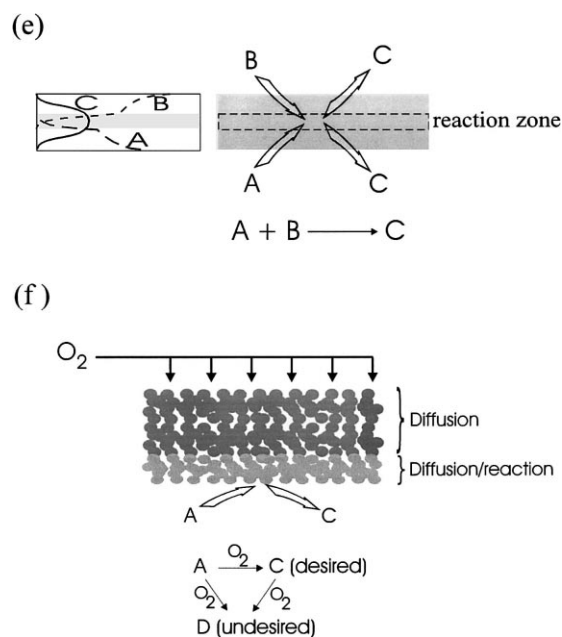 (e)
C B A
B C
reaction zone
A C
A + B ⟶ C
(f)
O₂
Diffusion
Diffusion/reaction
A C
A O₂ C (desired)
O₂ O₂
D (undesired)